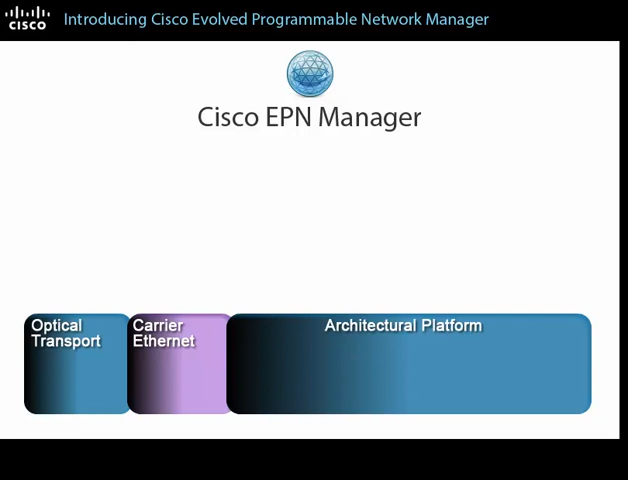 CISCO
Introducing Cisco Evolved Programmable Network Manager
Cisco EPN Manager
Optical
Transport
Carrier
Ethernet
Architectural Platform